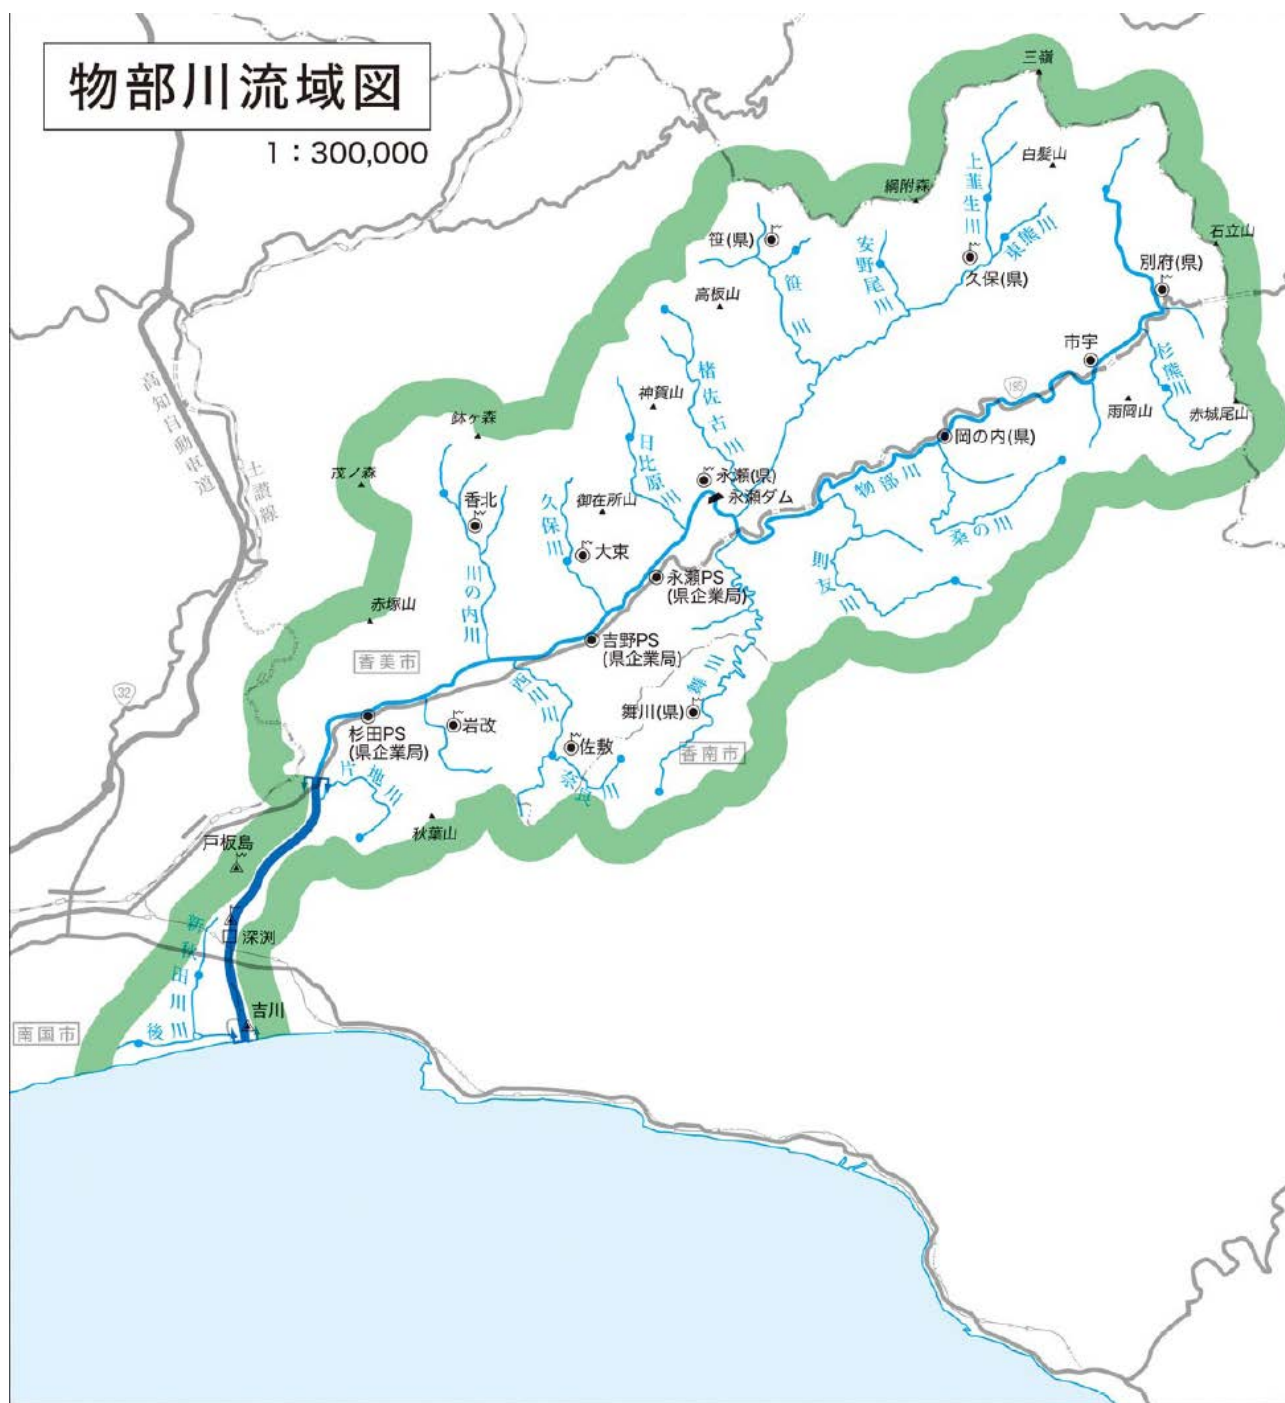 物部川流域図
1:300,000
三嶺
白髪山
上韮生川
綱附森
石立山
東熊川
笹(県)
安野尾川
久保(県)
別府(県)
笹川
高板山
市宇
杉熊川
高知自動車道
土讃線
195
楮佐古川
神賀山
雨岡山
赤城尾山
鉢ヶ森
日比原川
岡の内(県)
茂ノ森
永瀬(県)
物部川
永瀬ダム
香北
久保川
御在所山
桑の川
大束
則友川
川の内川
永瀬PS
(県企業局)
赤塚山
吉野PS
(県企業局)
香美市
32
西川川
舞川
舞川(県)
杉田PS
(県企業局)
岩改
佐敷
香南市
片地川
奈良川
秋葉山
戸板島
新秋田川
深渕
吉川
南国市
後川